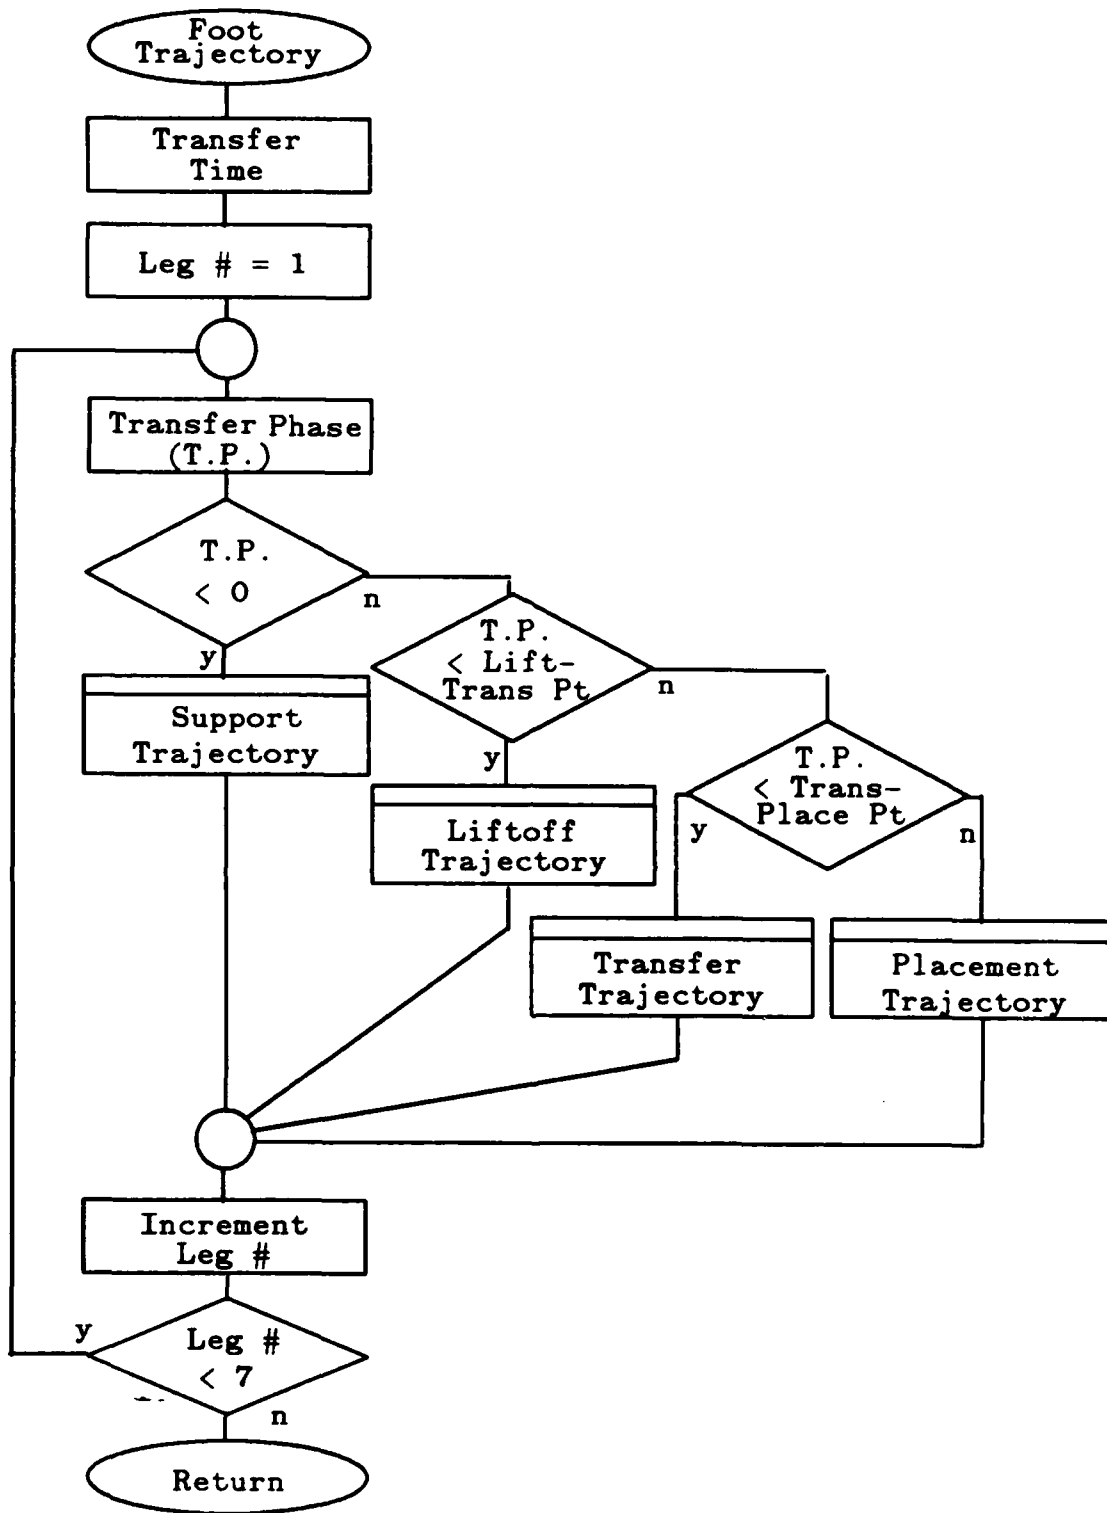 Foot
Trajectory
Transfer
Time
Leg # = 1
Transfer Phase
(T.P.)
T.P.
< 0
n
y
T.P.
< Lift-
Trans Pt
n
y
Support
Trajectory
T.P.
< Trans-
Place Pt
y
n
Liftoff
Trajectory
Transfer
Trajectory
Placement
Trajectory
Increment
Leg #
y
Leg #
< 7
n
Return